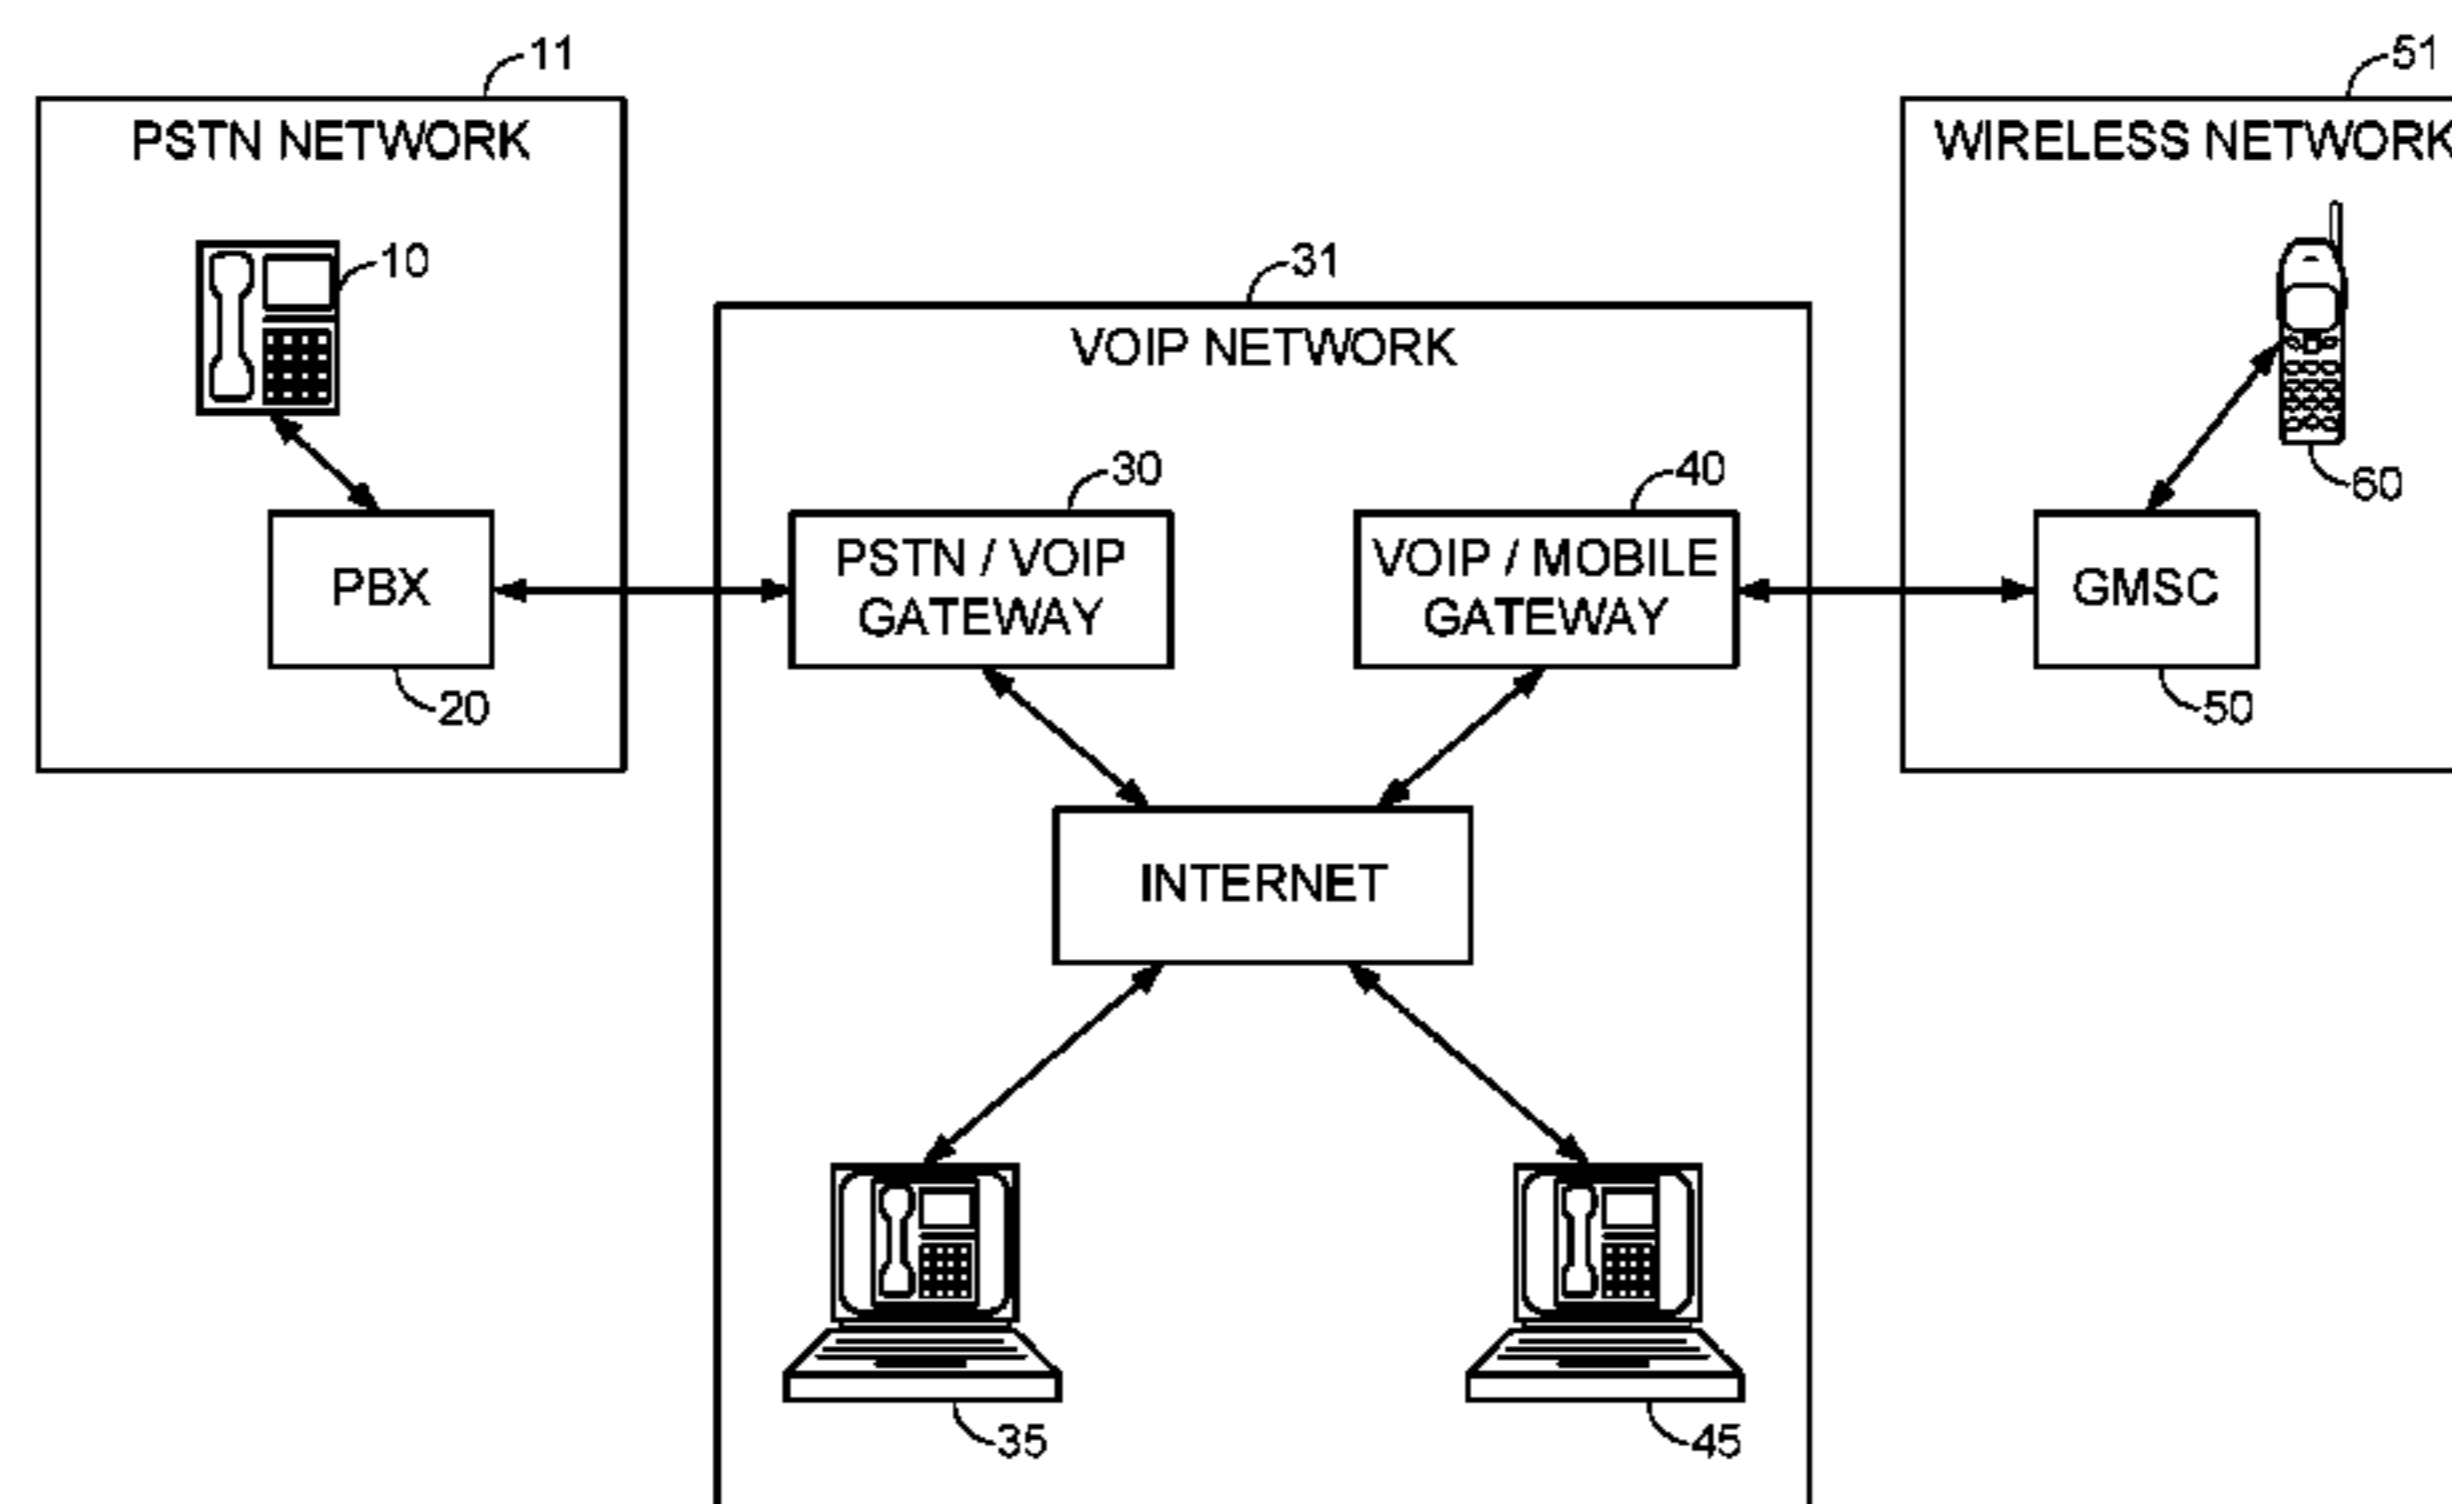 11
51
PSTN NETWORK
WIRELESS NETWORK
10
31
VOIP NETWORK
30
40
60
PBX
PSTN / VOIP
GATEWAY
VOIP / MOBILE
GATEWAY
GMSC
20
50
INTERNET
35
45